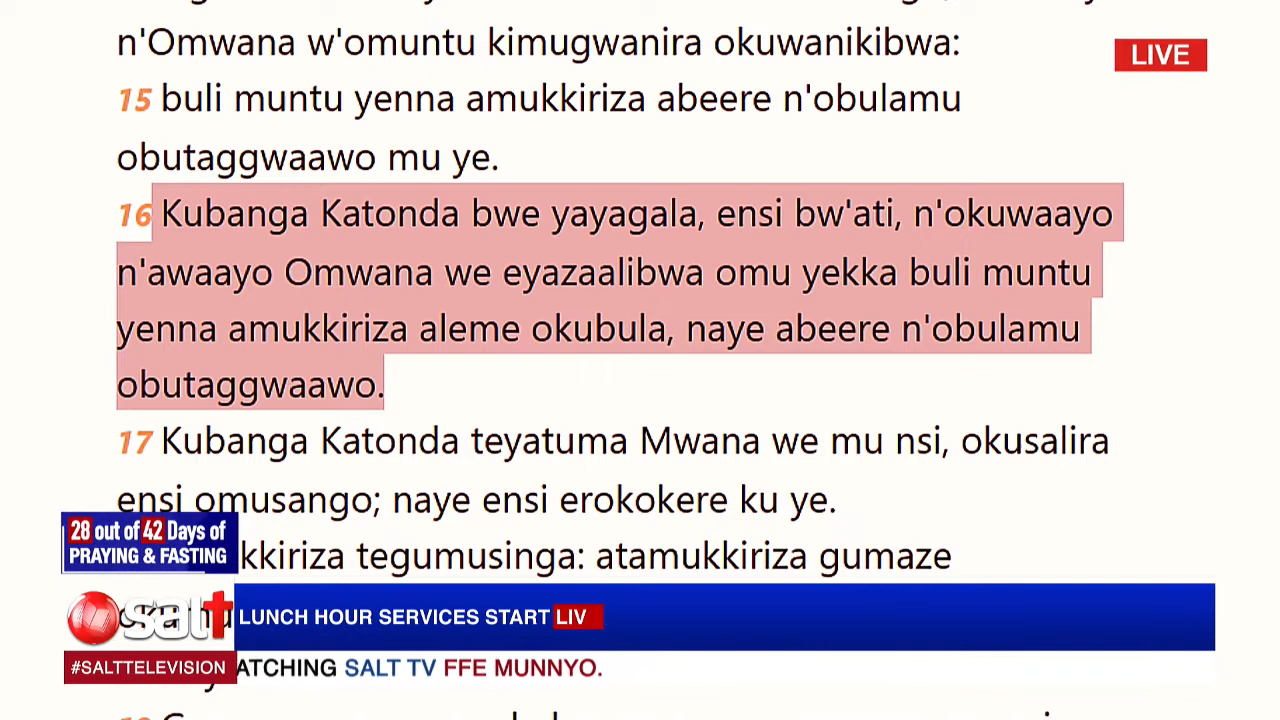 n'Omwana w'omuntu kimugwanira okuwanikibwa:
LIVE
15 buli muntu yenna amukkiriza abeere n'obulamu
obutaggwaawo mu ye.
16 Kubanga Katonda bwe yayagala, ensi bw'ati, n'okuwaayo
n'awaayo Omwana we eyazaalibwa omu yekka buli muntu
yenna amukkiriza aleme okubula, naye abeere n'obulamu
obutaggwaawo.
17 Kubanga Katonda teyatuma Mwana we mu nsi, okusalira
ensi omusango; naye ensi erokokere ku ye.
28 out of 42 Days of
PRAYING & FASTING
kkiriza tegumusinga: atamukkiriza gumaze
salt
LUNCH HOUR SERVICES START LIV
#SALTTELEVISION
ATCHING SALT TV FFE MUNNYO.